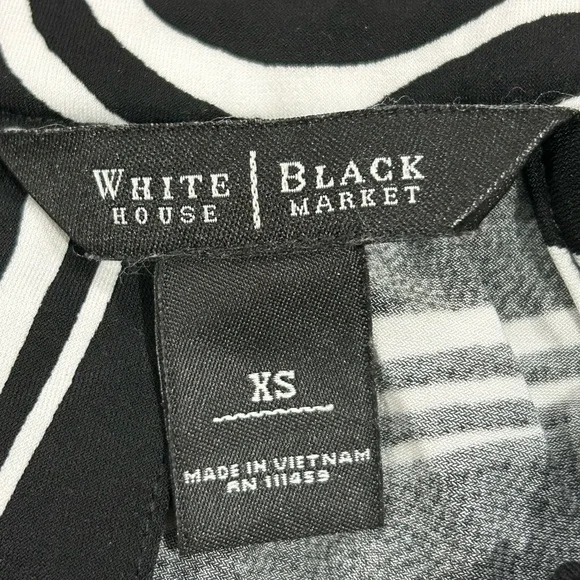 WHITE | BLACK
HOUSE | MARKET
XS
MADE IN VIETNAM
RN 111459